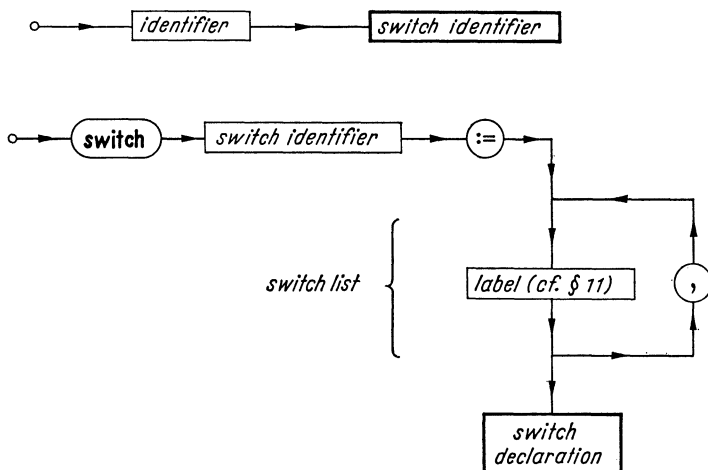 identifier switch identifier
switch switch identifier :=
switch list label (cf. § 11) ,
switch
declaration